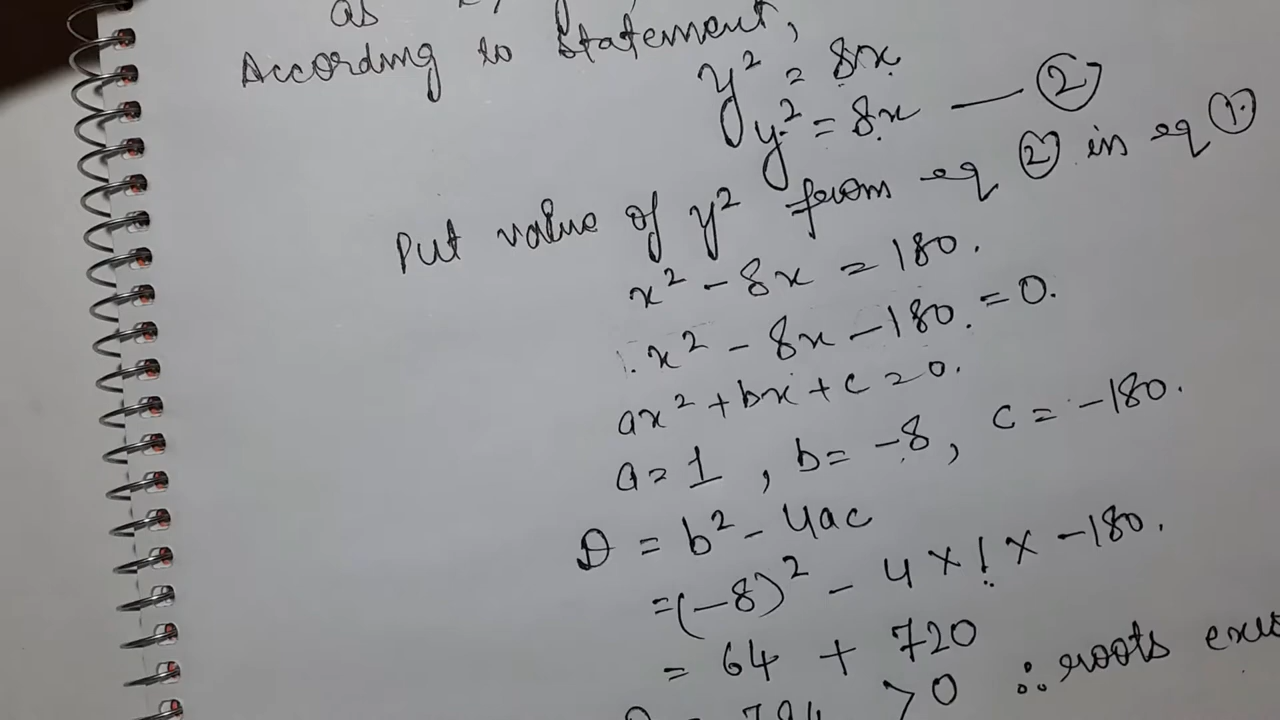 as
According to statement,
y² = 8x
y² = 8x — ②
Put value of y² from eq ② in eq ①
x² - 8x = 180.
x² - 8x - 180 = 0.
ax² + bx + c = 0.
a = 1 , b = -8 , c = -180.
D = b² - 4ac
=(-8)² - 4 × 1 × -180.
= 64 + 720
>0 ∴ roots